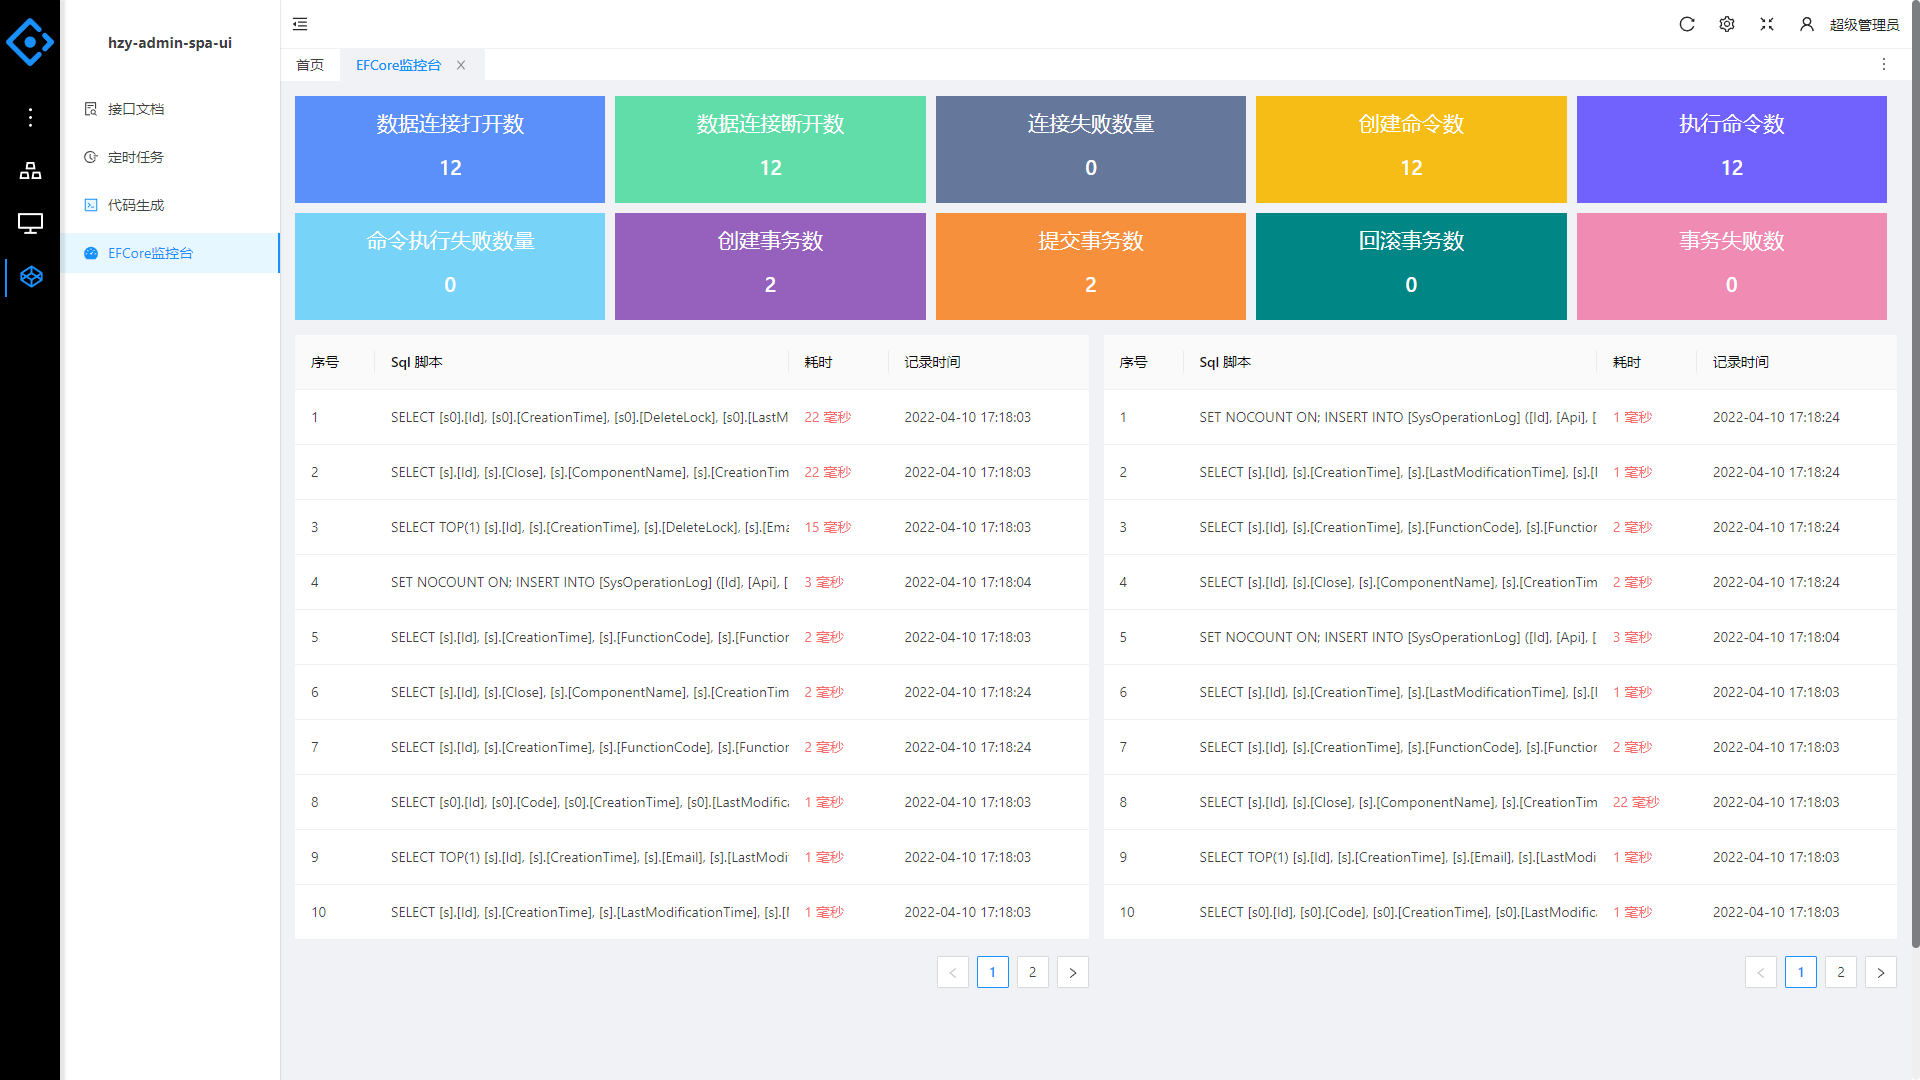 hzy-admin-spa-ui
接口文档
定时任务
代码生成
EFCore监控台
超级管理员
首页 EFCore监控台
数据连接打开数 数据连接断开数 连接失败数量 创建命令数 执行命令数
12 12 0 12 12
命令执行失败数量 创建事务数 提交事务数 回滚事务数 事务失败数
0 2 2 0 0
序号 Sql 脚本 耗时 记录时间
1 SELECT [s0].[Id], [s0].[CreationTime], [s0].[DeleteLock], [s0].[LastM 22 毫秒 2022-04-10 17:18:03
2 SELECT [s].[Id], [s].[Close], [s].[ComponentName], [s].[CreationTim 22 毫秒 2022-04-10 17:18:03
3 SELECT TOP(1) [s].[Id], [s].[CreationTime], [s].[DeleteLock], [s].[Ema 15 毫秒 2022-04-10 17:18:03
4 SET NOCOUNT ON; INSERT INTO [SysOperationLog] ([Id], [Api], [ 3 毫秒 2022-04-10 17:18:04
5 SELECT [s].[Id], [s].[CreationTime], [s].[FunctionCode], [s].[Function 2 毫秒 2022-04-10 17:18:03
6 SELECT [s].[Id], [s].[Close], [s].[ComponentName], [s].[CreationTim 2 毫秒 2022-04-10 17:18:24
7 SELECT [s].[Id], [s].[CreationTime], [s].[FunctionCode], [s].[Function 2 毫秒 2022-04-10 17:18:24
8 SELECT [s0].[Id], [s0].[Code], [s0].[CreationTime], [s0].[LastModifica 1 毫秒 2022-04-10 17:18:03
9 SELECT TOP(1) [s].[Id], [s].[CreationTime], [s].[Email], [s].[LastModi 1 毫秒 2022-04-10 17:18:03
10 SELECT [s].[Id], [s].[CreationTime], [s].[LastModificationTime], [s].[ 1 毫秒 2022-04-10 17:18:03
< 1 2 >
序号 Sql 脚本 耗时 记录时间
1 SET NOCOUNT ON; INSERT INTO [SysOperationLog] ([Id], [Api], [ 1 毫秒 2022-04-10 17:18:24
2 SELECT [s].[Id], [s].[CreationTime], [s].[LastModificationTime], [s].[ 1 毫秒 2022-04-10 17:18:24
3 SELECT [s].[Id], [s].[CreationTime], [s].[FunctionCode], [s].[Function 2 毫秒 2022-04-10 17:18:24
4 SELECT [s].[Id], [s].[Close], [s].[ComponentName], [s].[CreationTim 2 毫秒 2022-04-10 17:18:24
5 SET NOCOUNT ON; INSERT INTO [SysOperationLog] ([Id], [Api], [ 3 毫秒 2022-04-10 17:18:04
6 SELECT [s].[Id], [s].[CreationTime], [s].[LastModificationTime], [s].[ 1 毫秒 2022-04-10 17:18:03
7 SELECT [s].[Id], [s].[CreationTime], [s].[FunctionCode], [s].[Function 2 毫秒 2022-04-10 17:18:03
8 SELECT [s].[Id], [s].[Close], [s].[ComponentName], [s].[CreationTim 22 毫秒 2022-04-10 17:18:03
9 SELECT TOP(1) [s].[Id], [s].[CreationTime], [s].[Email], [s].[LastModi 1 毫秒 2022-04-10 17:18:03
10 SELECT [s0].[Id], [s0].[Code], [s0].[CreationTime], [s0].[LastModific 1 毫秒 2022-04-10 17:18:03
< 1 2 >